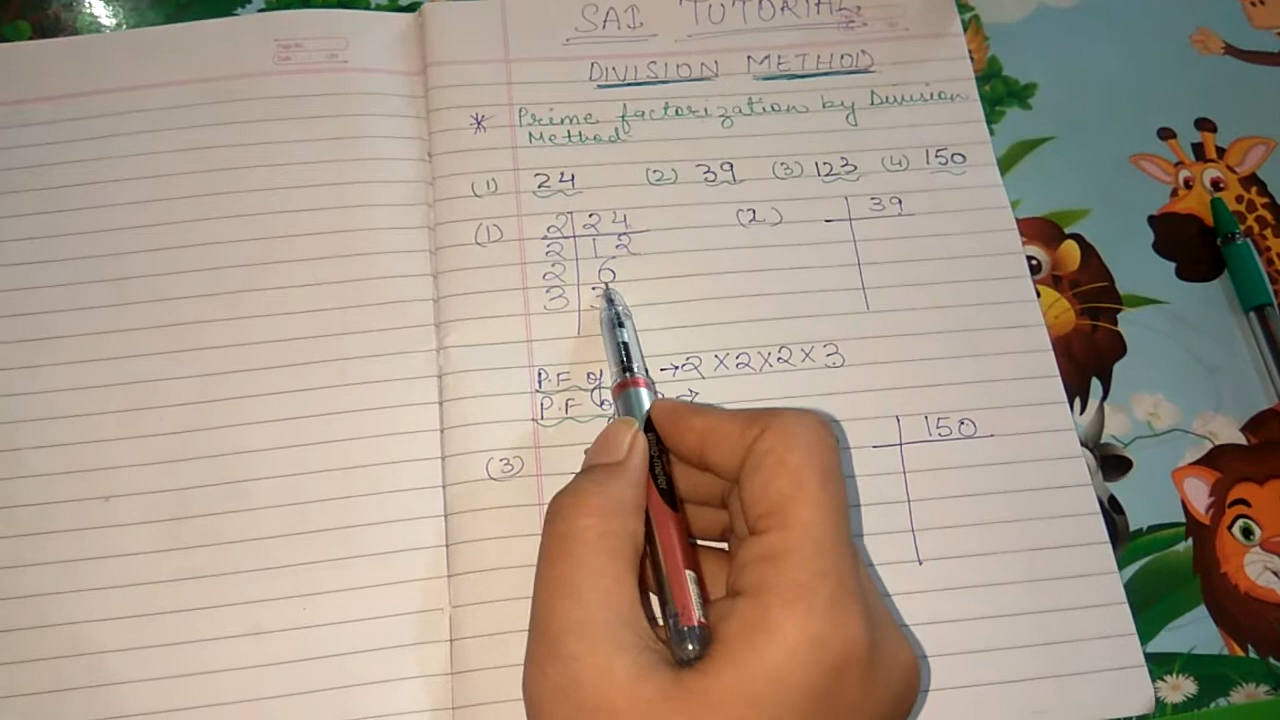 SAI TUTORIAL
DIVISION METHOD
* Prime factorization by Division
Method
(1) 24 (2) 39 (3) 123 (4) 150
(1) 2 24 (2) 39
2 12
2 6
3 3
P.F of → 2×2×2×3
P.F →
(3) 150